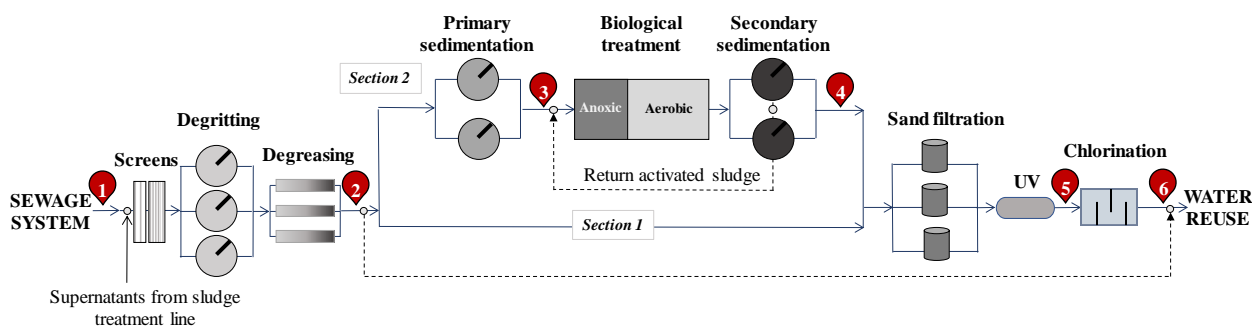 Primary
sedimentation
Biological
treatment
Secondary
sedimentation
Section 2
3
4
Anoxic
Aerobic
Degritting
Sand filtration
Screens
Degreasing
Chlorination
Return activated sludge
1
2
UV
5
6
SEWAGE
SYSTEM
WATER
REUSE
Section 1
Supernatants from sludge
treatment line